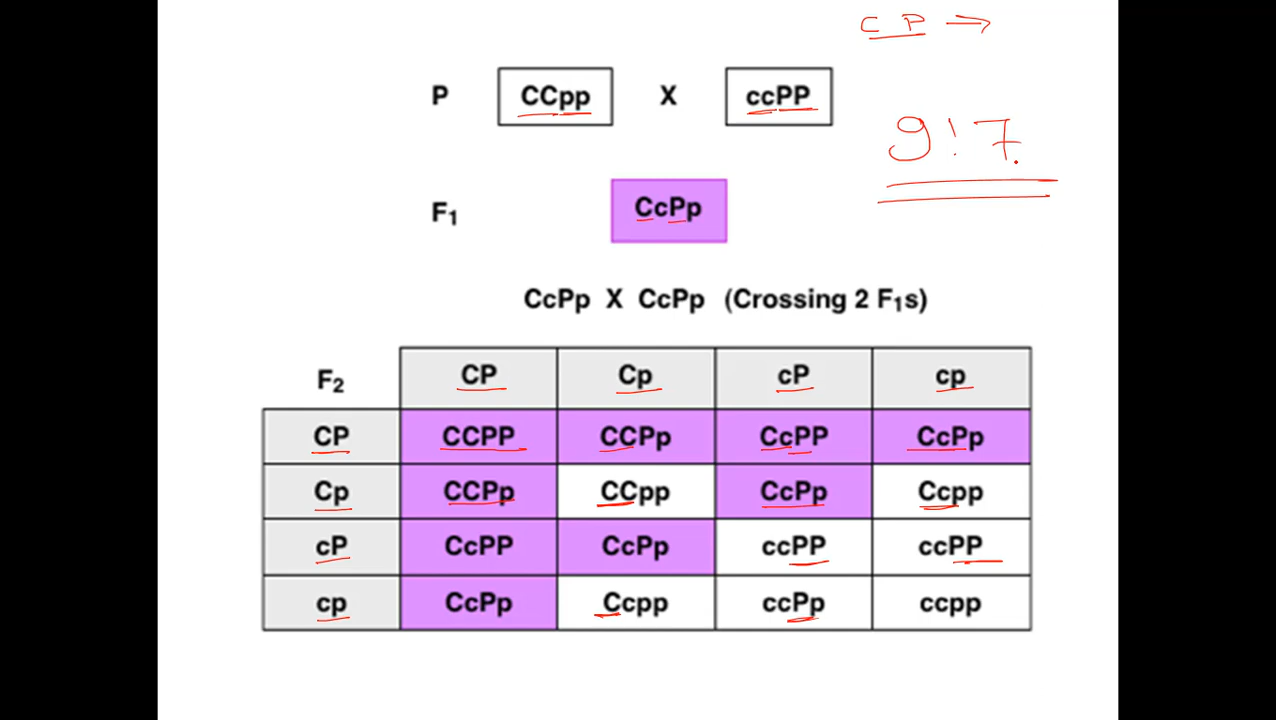 C P →
P CCpp X ccPP
9:7
F₁ CcPp
CcPp X CcPp (Crossing 2 F₁s)
F₂ CP Cp cP cp
CP CCPP CCPp CcPP CcPp
Cp CCPp CCpp CcPp Ccpp
cP CcPP CcPp ccPP ccPP
cp CcPp Ccpp ccPp ccpp